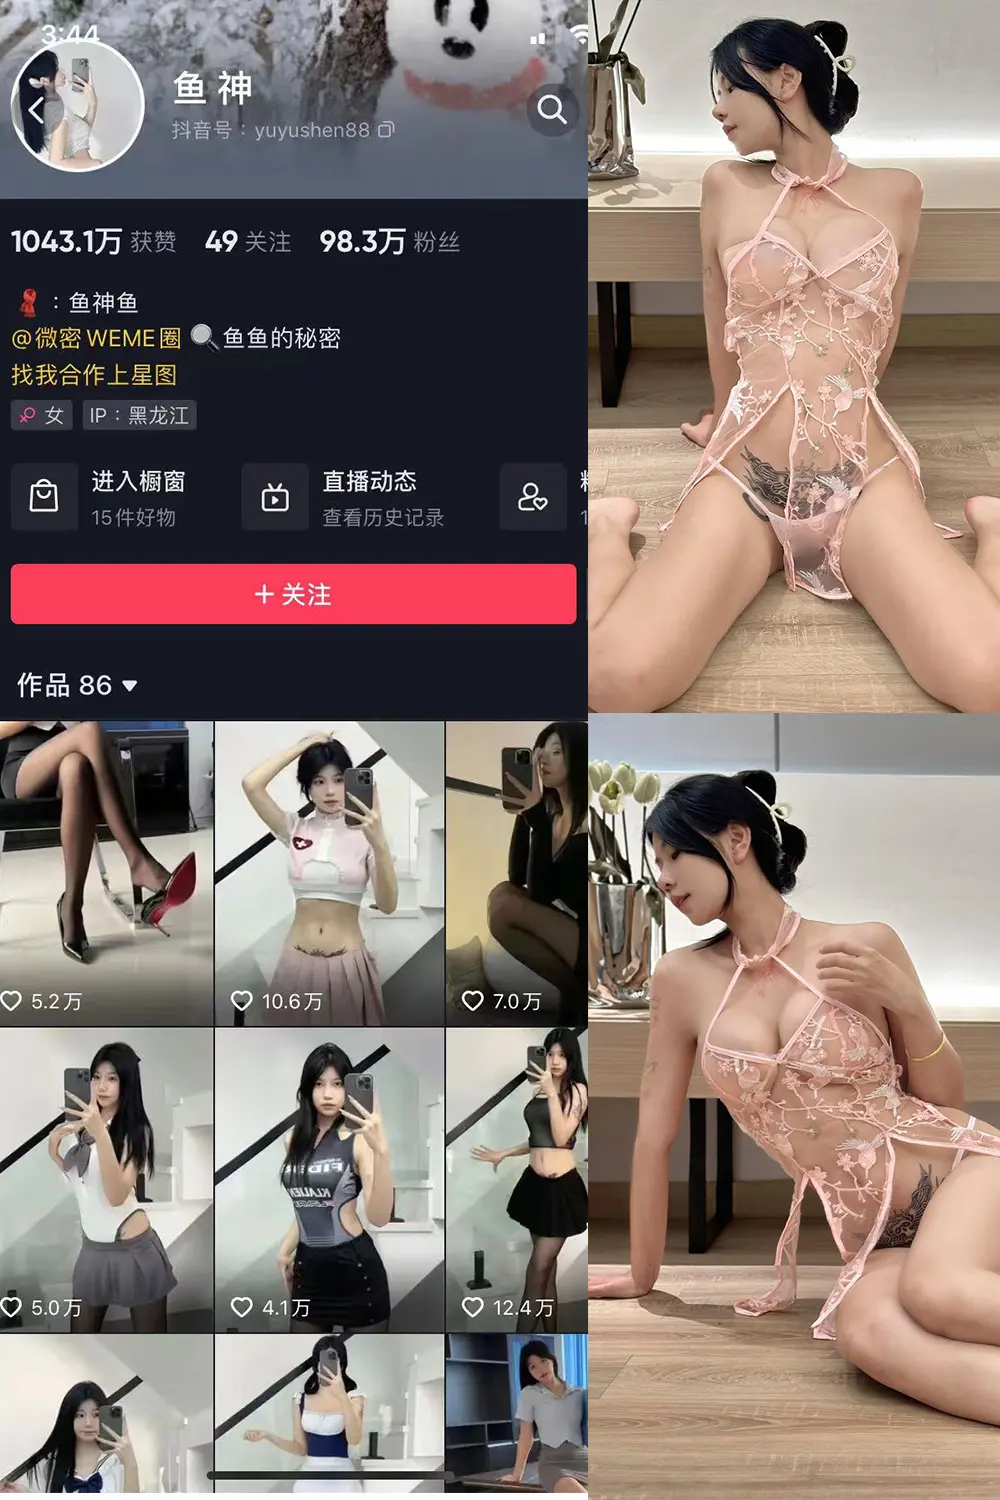 3:44
鱼 神
抖音号：yuyushen88
1043.1万 获赞 49 关注 98.3万 粉丝
：鱼神鱼
@微密 WEME圈 🔍鱼鱼的秘密
找我合作上星图
女 IP：黑龙江
进入橱窗 直播动态
15件好物 查看历史记录
+ 关注
作品 86
5.2万 10.6万 7.0万
5.0万 4.1万 12.4万